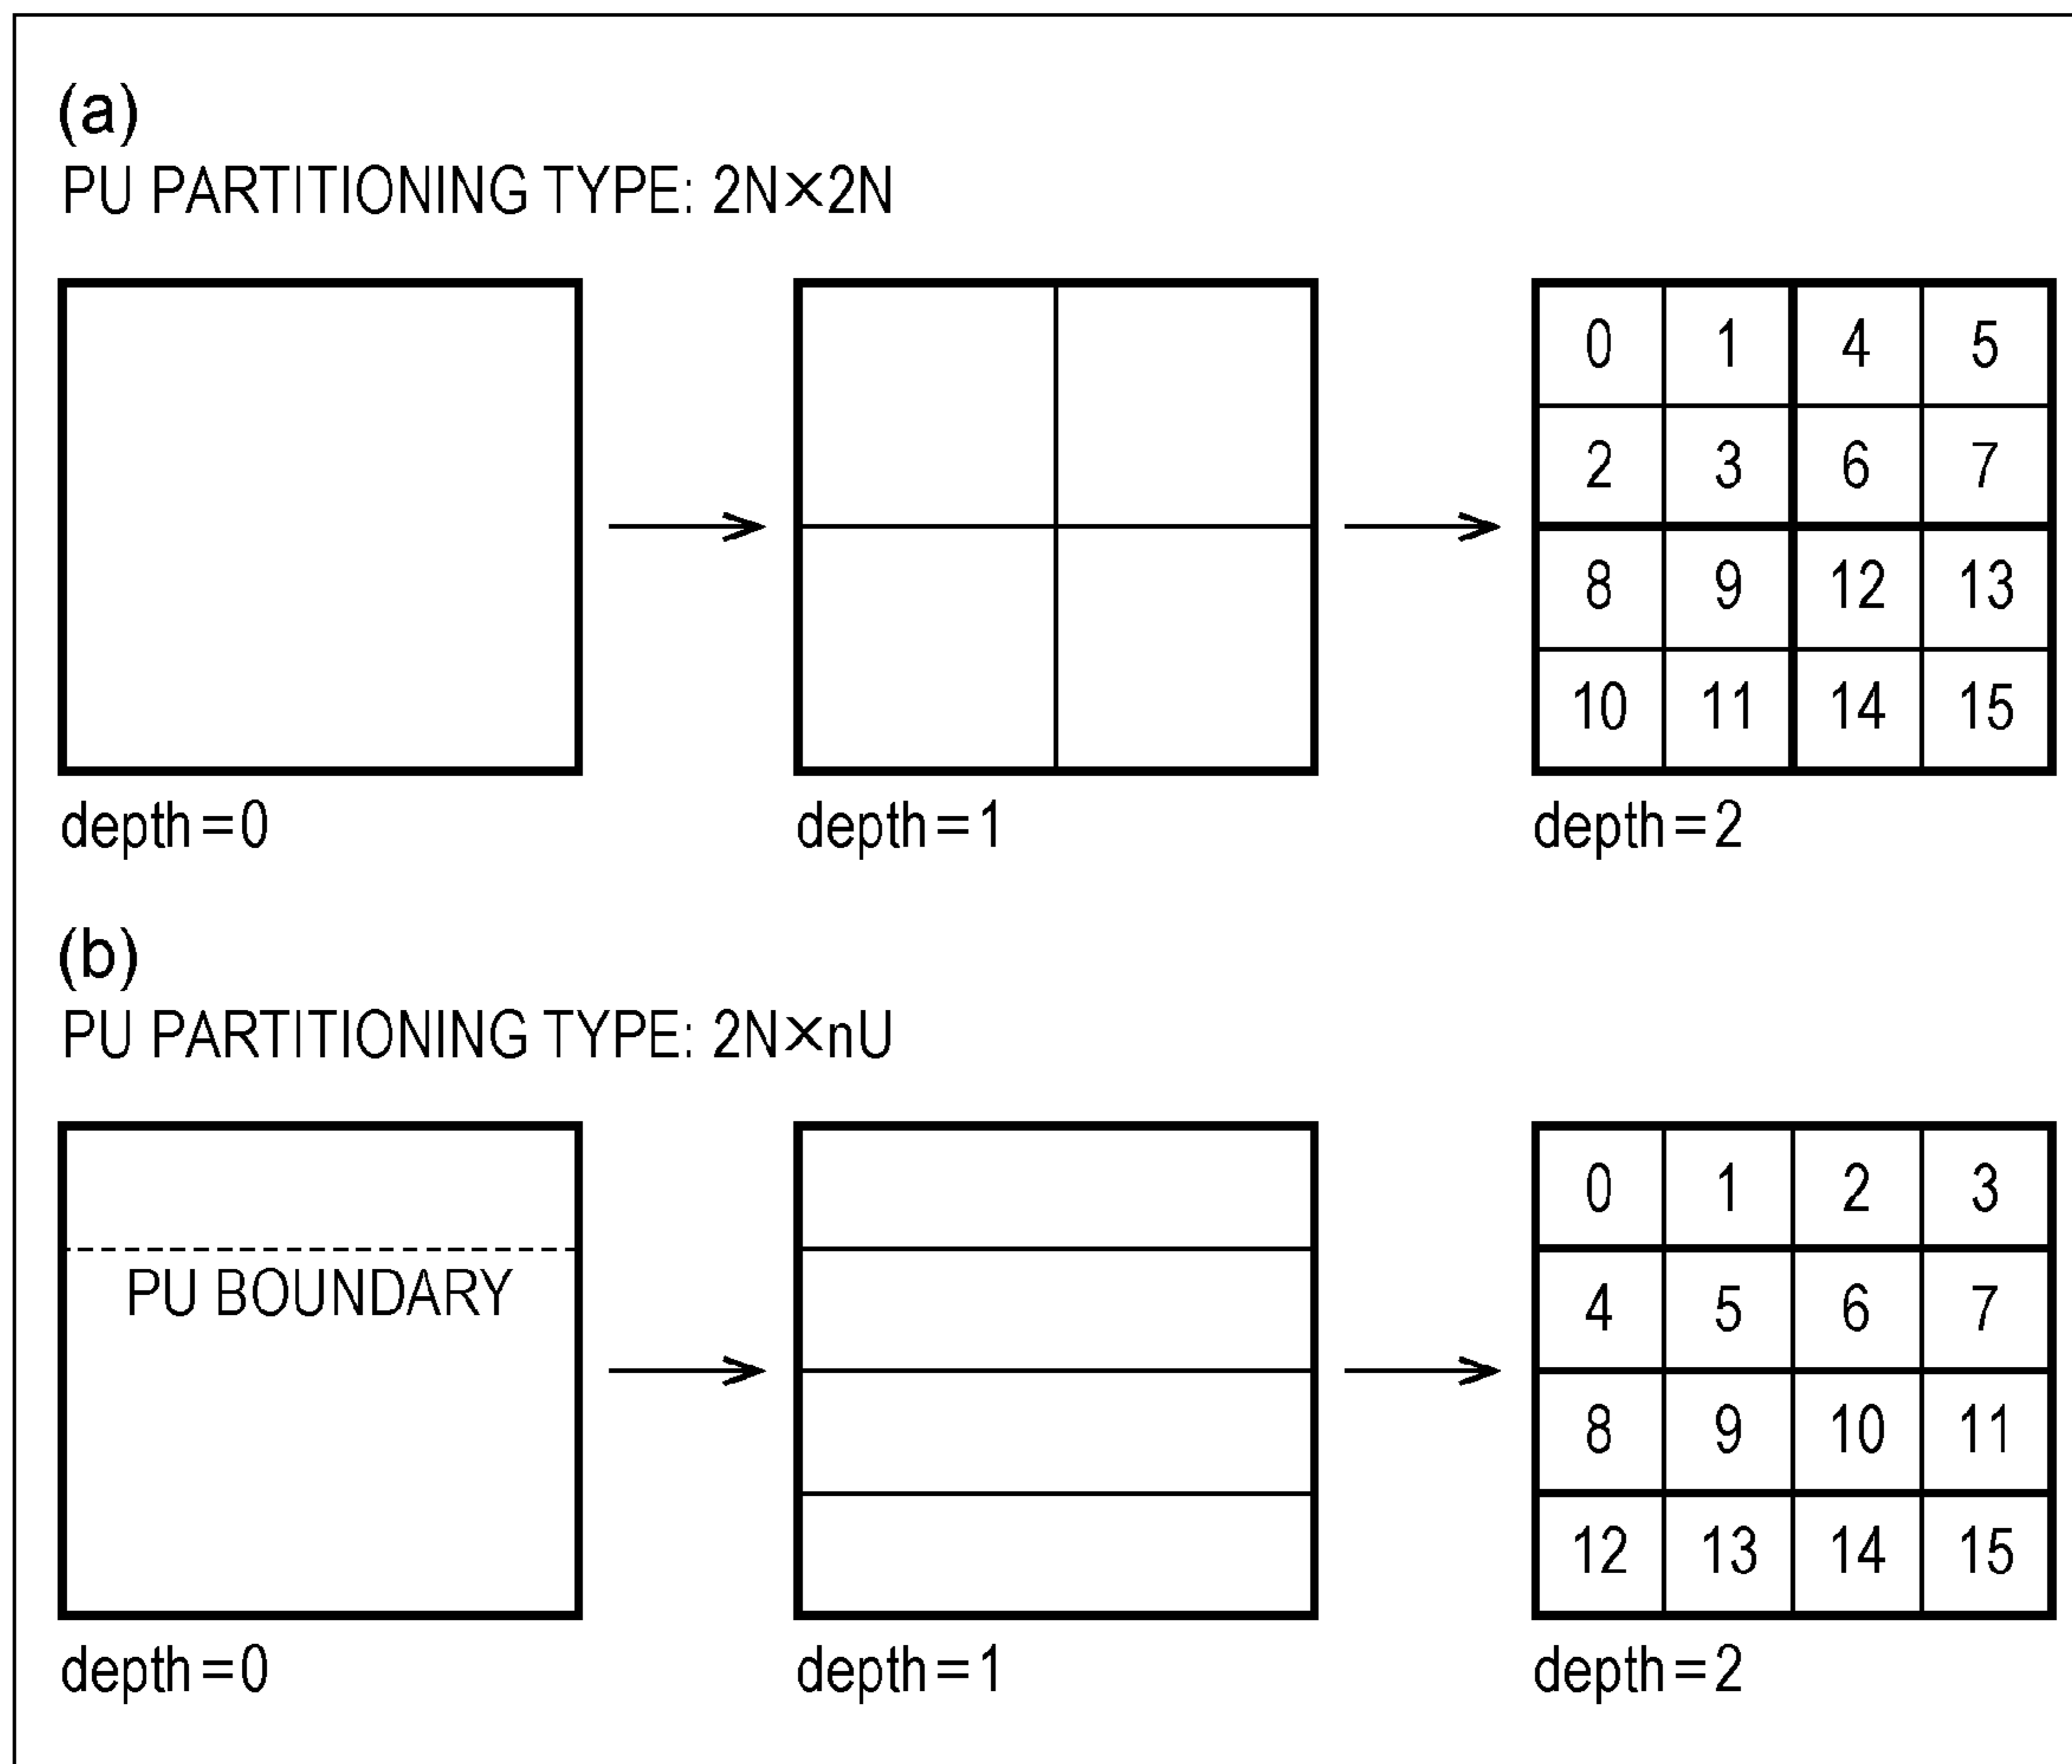 (a)
PU PARTITIONING TYPE: 2N×2N
0 1 4 5
2 3 6 7
8 9 12 13
10 11 14 15
depth=0 depth=1 depth=2
(b)
PU PARTITIONING TYPE: 2N×nU
0 1 2 3
PU BOUNDARY 4 5 6 7
8 9 10 11
12 13 14 15
depth=0 depth=1 depth=2